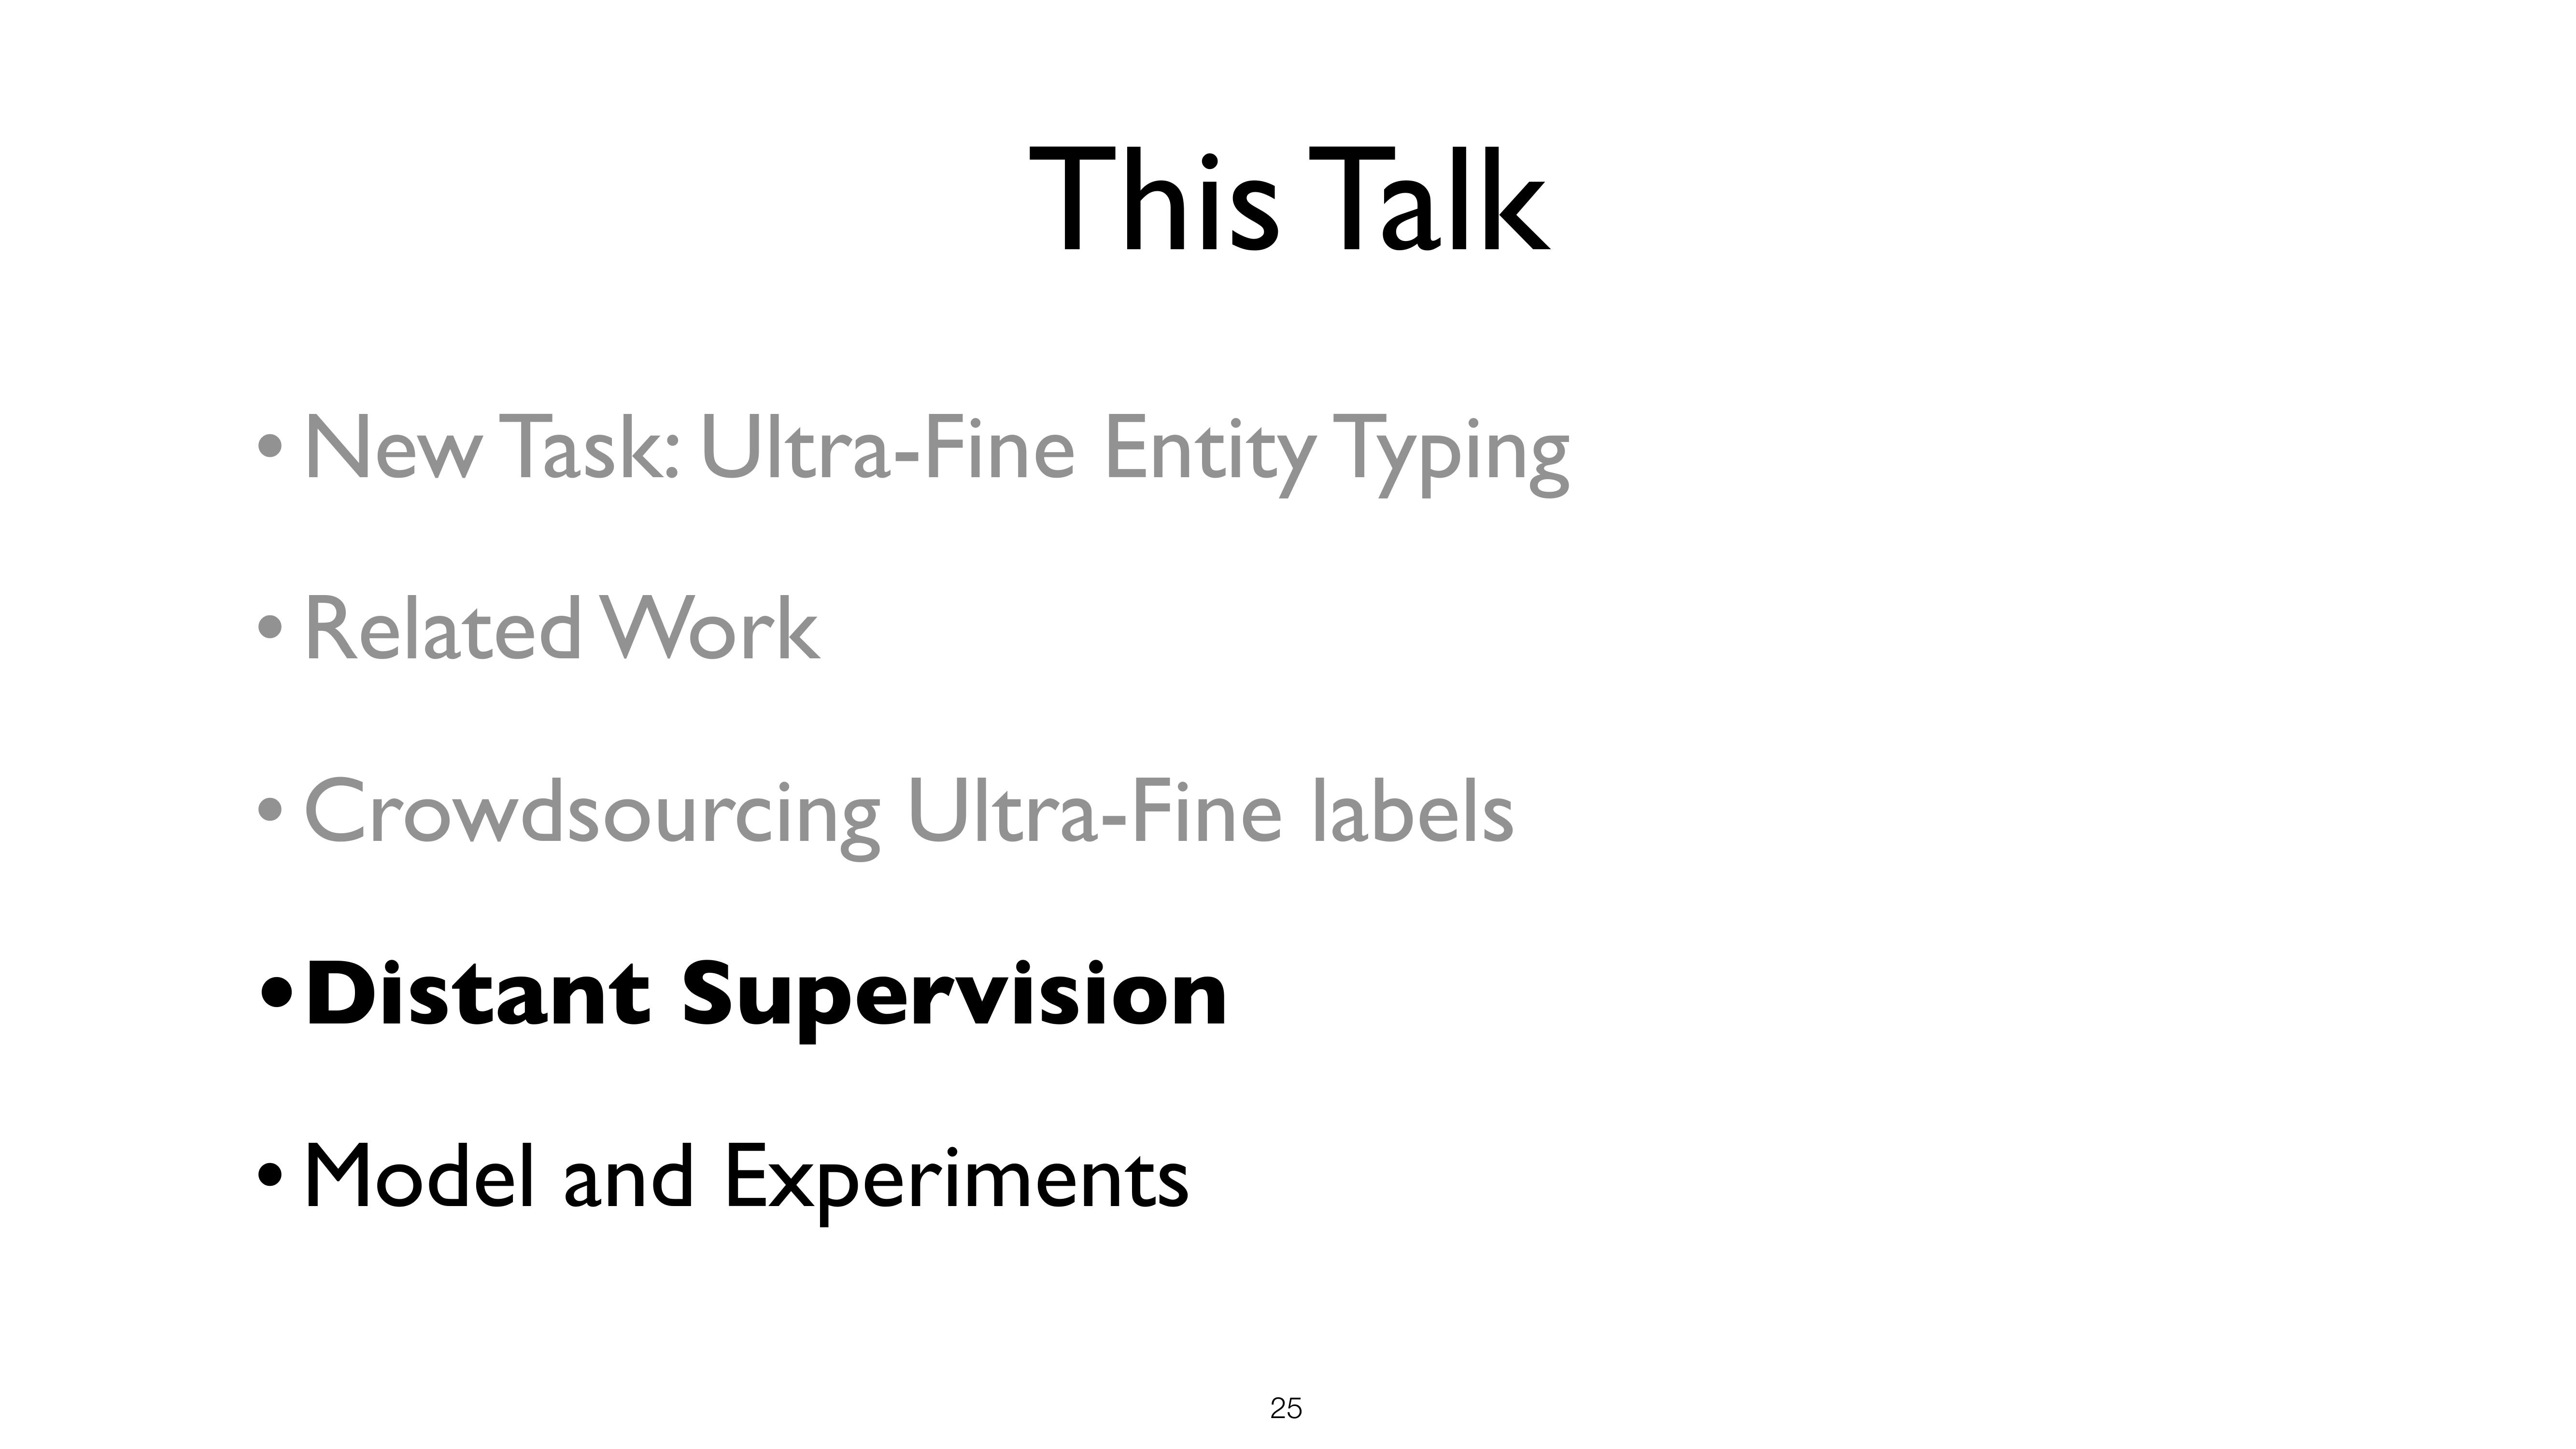 This Talk
• New Task: Ultra-Fine Entity Typing
• Related Work
• Crowdsourcing Ultra-Fine labels
• Distant Supervision
• Model and Experiments
25